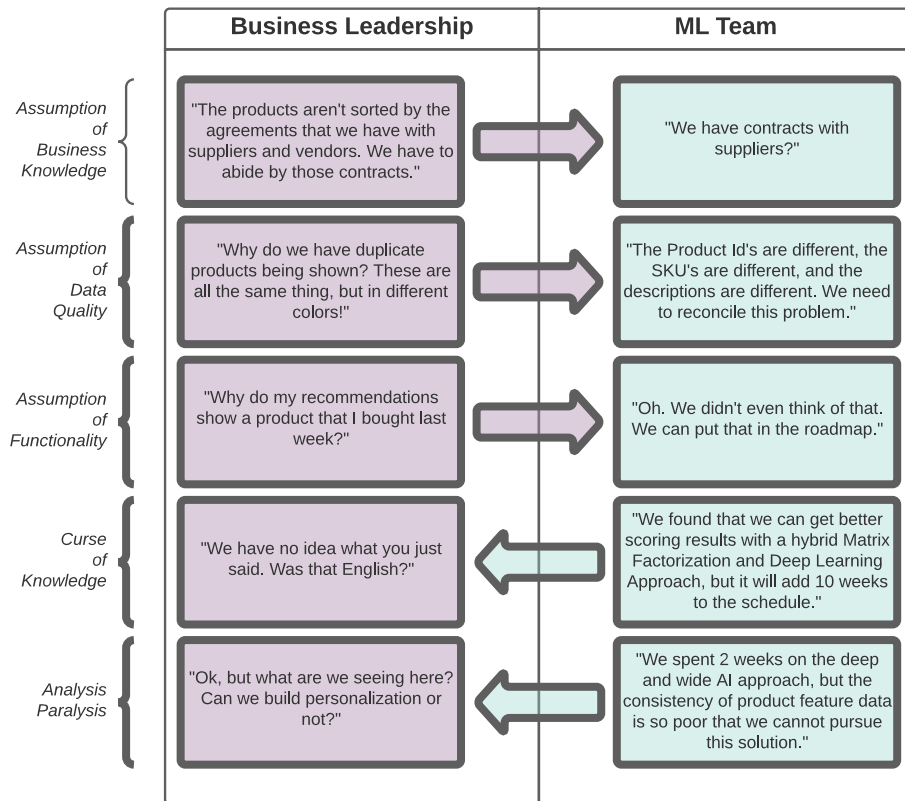 Business Leadership
ML Team
Assumption
of
Business
Knowledge
"The products aren't sorted by the
agreements that we have with
suppliers and vendors. We have to
abide by those contracts."
"We have contracts with
suppliers?"
Assumption
of
Data
Quality
"Why do we have duplicate
products being shown? These are
all the same thing, but in different
colors!"
"The Product Id's are different, the
SKU's are different, and the
descriptions are different. We need
to reconcile this problem."
Assumption
of
Functionality
"Why do my recommendations
show a product that I bought last
week?"
"Oh. We didn't even think of that.
We can put that in the roadmap."
Curse
of
Knowledge
"We have no idea what you just
said. Was that English?"
"We found that we can get better
scoring results with a hybrid Matrix
Factorization and Deep Learning
Approach, but it will add 10 weeks
to the schedule."
Analysis
Paralysis
"Ok, but what are we seeing here?
Can we build personalization or
not?"
"We spent 2 weeks on the deep
and wide AI approach, but the
consistency of product feature data
is so poor that we cannot pursue
this solution."